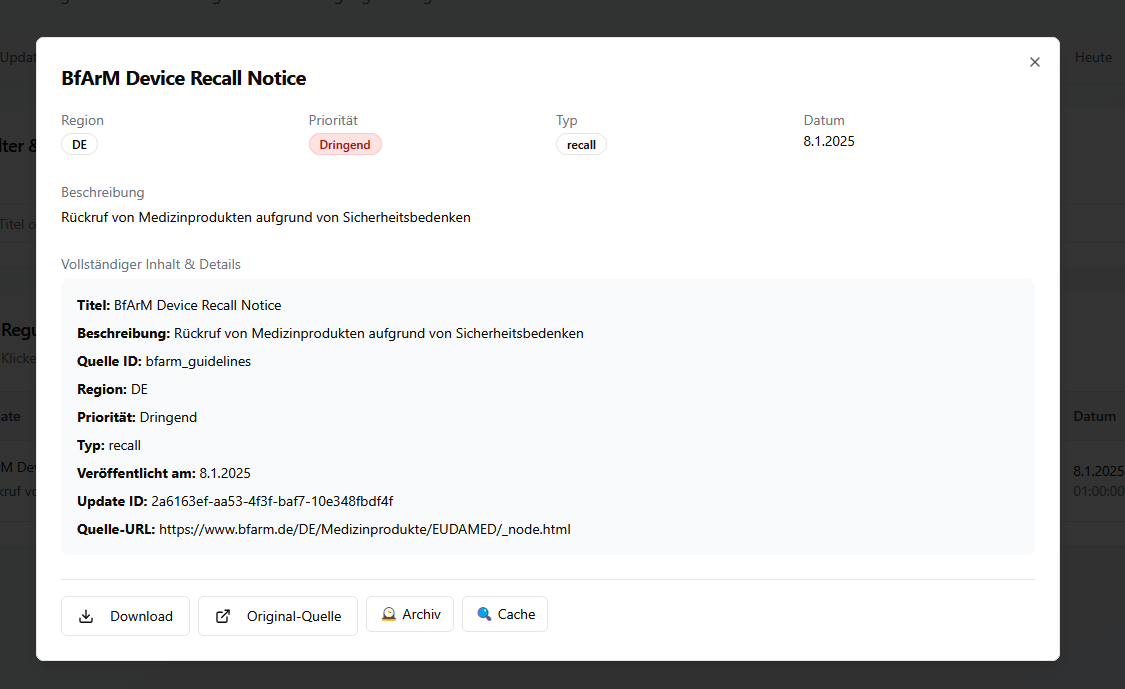 Updat
Heute
BfArM Device Recall Notice
Region
Priorität
Typ
Datum
DE
Dringend
recall
8.1.2025
lter &
Beschreibung
Rückruf von Medizinprodukten aufgrund von Sicherheitsbedenken
Titel o
Vollständiger Inhalt & Details
Titel: BfArM Device Recall Notice
Regu
Beschreibung: Rückruf von Medizinprodukten aufgrund von Sicherheitsbedenken
Klicke
Quelle ID: bfarm_guidelines
Region: DE
ate
Priorität: Dringend
Datum
Typ: recall
M Dev
Veröffentlicht am: 8.1.2025
8.1.2025
kruf vo
Update ID: 2a6163ef-aa53-4f3f-baf7-10e348fbdf4f
01:00:00
Quelle-URL: https://www.bfarm.de/DE/Medizinprodukte/EUDAMED/_node.html
Download
Original-Quelle
Archiv
Cache